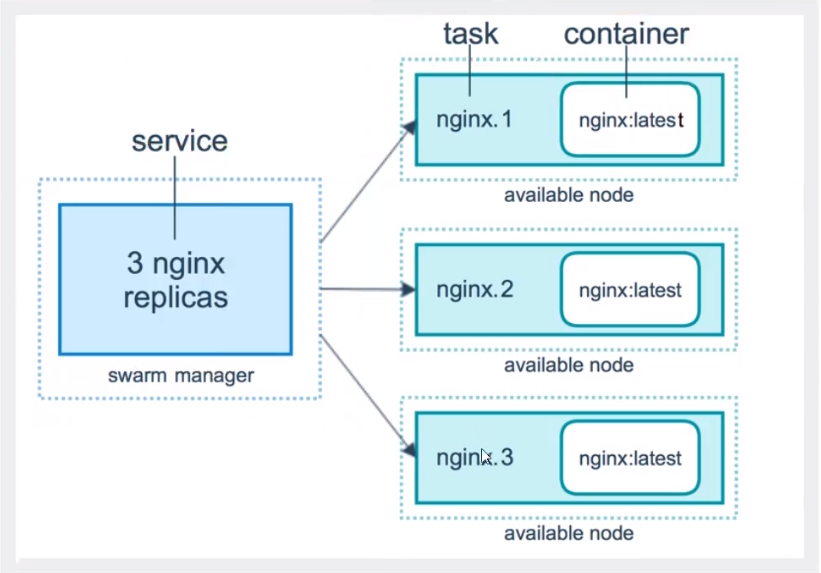 task
container
service
3 nginx
replicas
swarm manager
nginx.1
nginx:latest
available node
nginx.2
nginx:latest
available node
nginx.3
nginx:latest
available node